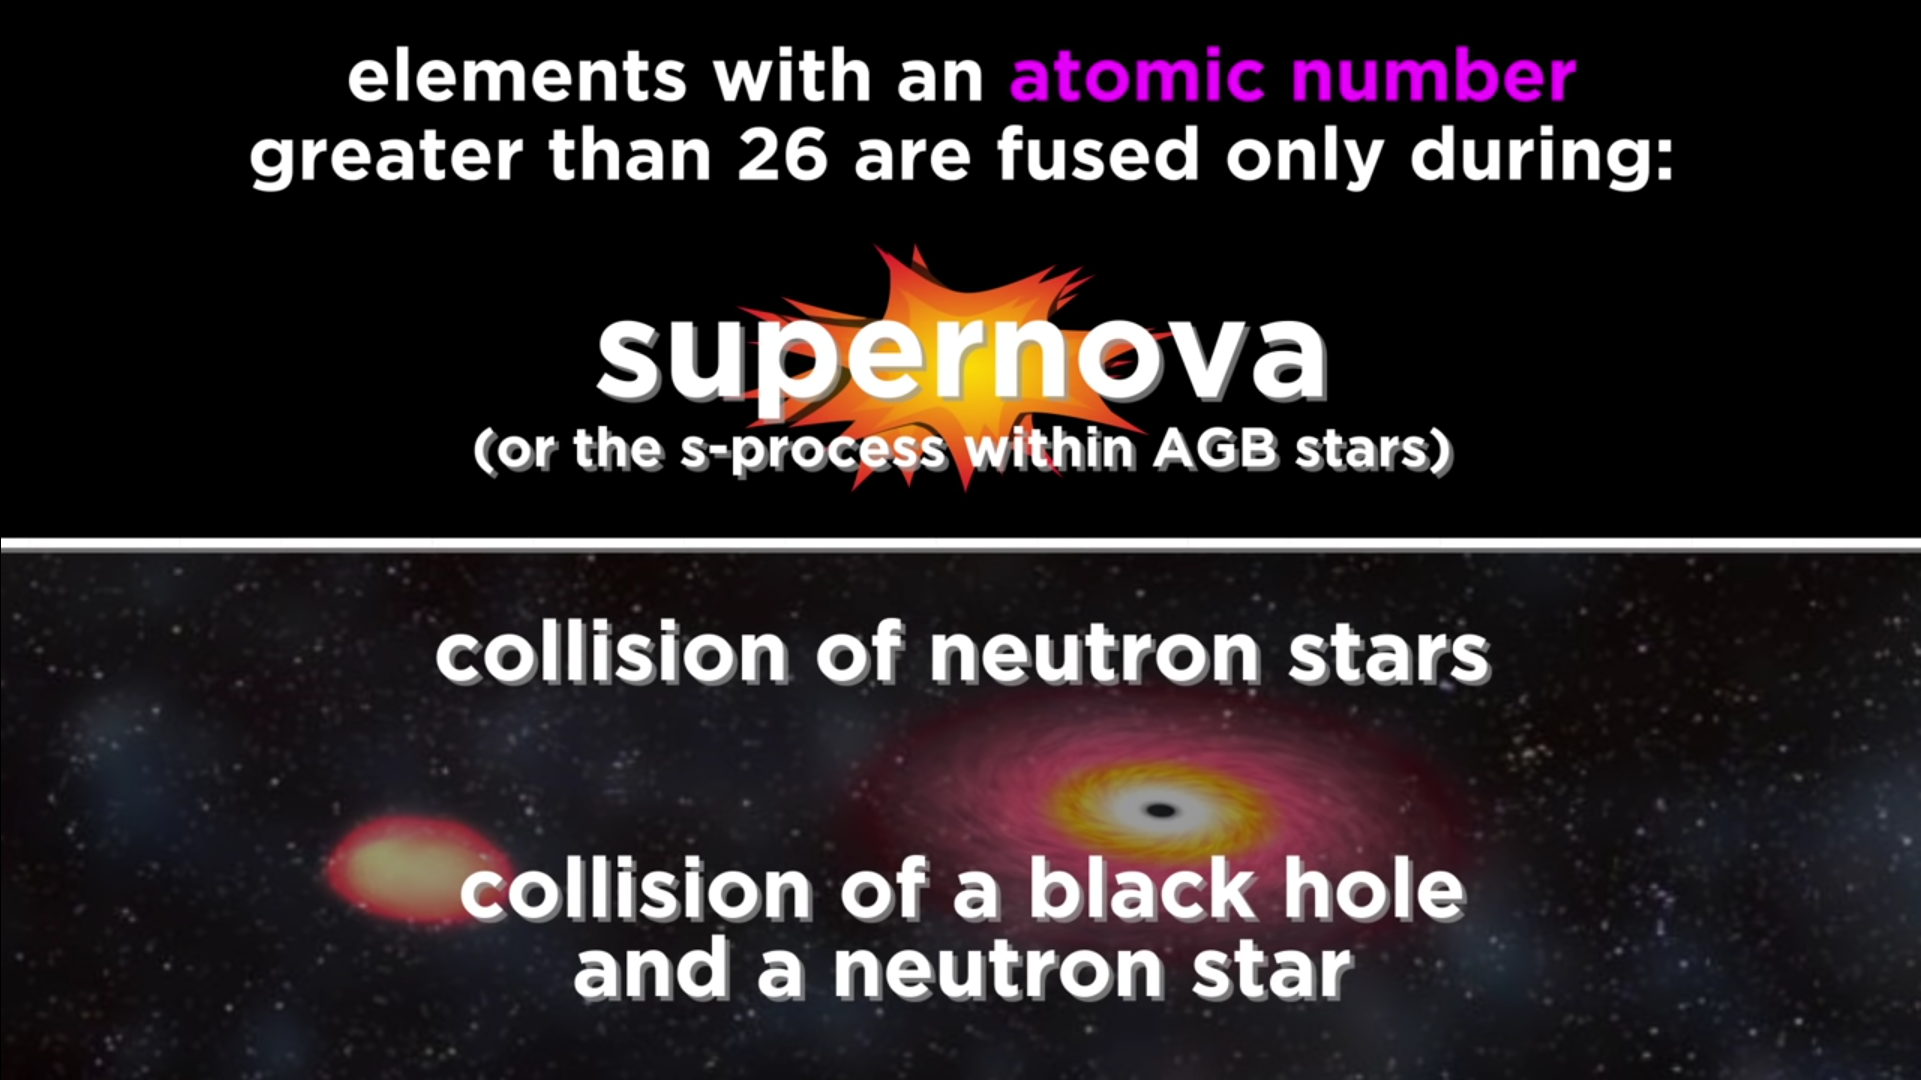 elements with an atomic number
greater than 26 are fused only during:
supernova
(or the s-process within AGB stars)
collision of neutron stars
collision of a black hole
and a neutron star